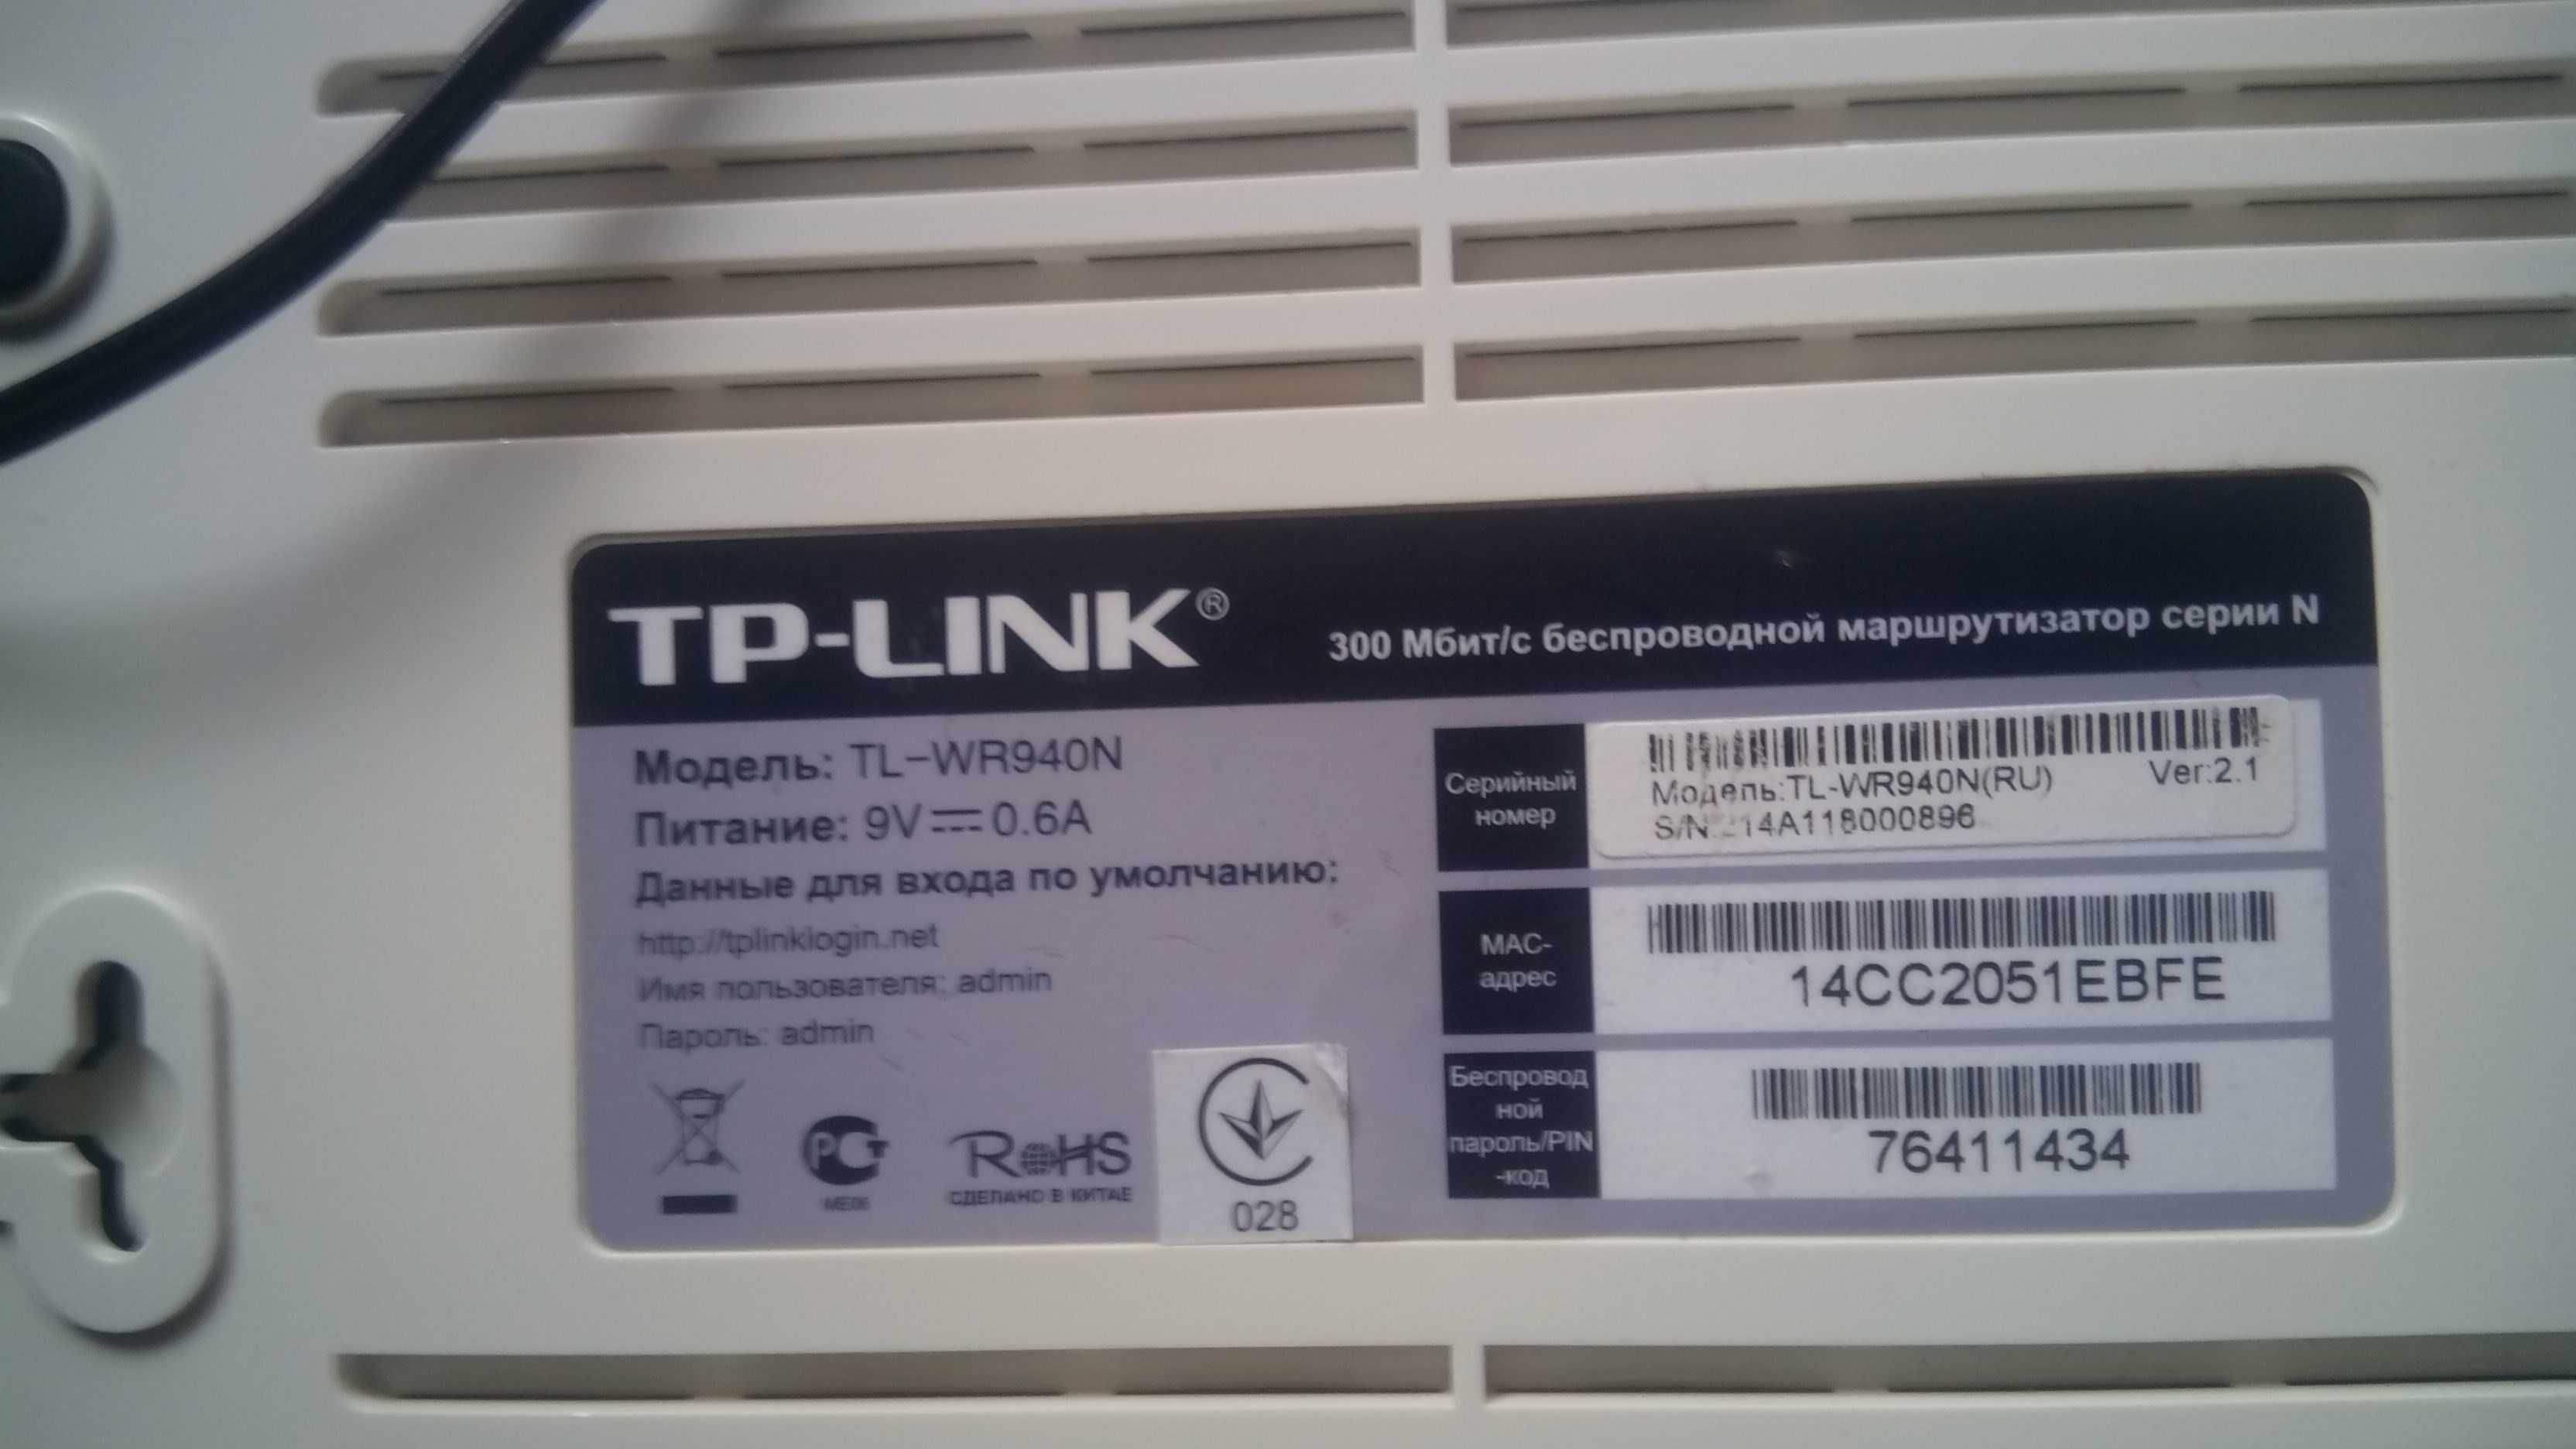 TP-LINK®
300 Мбит/с беспроводной маршрутизатор серии N
Модель: TL-WR940N
Питание: 9V 0.6A
Данные для входа по умолчанию:
http://tplinklogin.net
Имя пользователя: admin
Пароль: admin
РСТ
ME06
RoHS
СДЕЛАНО В КИТАЕ
028
Серийный
номер
Модель:TL-WR940N(RU) Ver:2.1
S/N:
MAC-
адрес
14CC2051EBFE
Беспровод
ной
пароль/PIN
-код
76411434